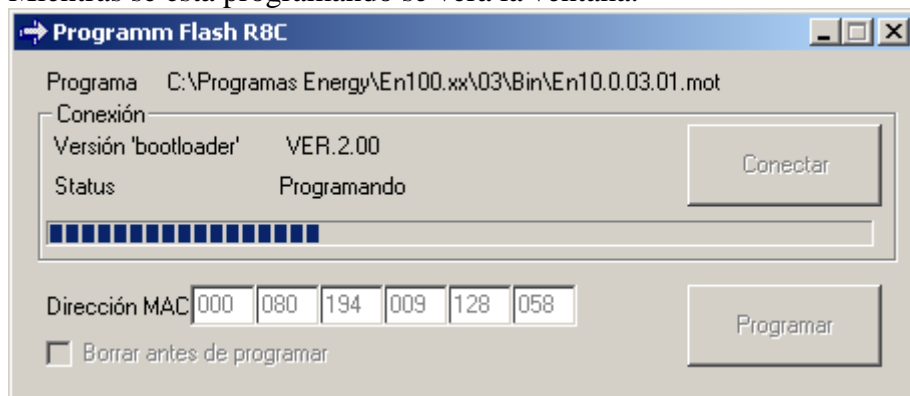 Mientras se está programando se verá la ventana:
Programm Flash R8C
Programa C:\Programas Energy\En100.xx\03\Bin\En10.0.03.01.mot
Conexión
Versión 'bootloader' VER.2.00
Conectar
Status Programando
Dirección MAC 000 080 194 009 128 058
Programar
Borrar antes de programar